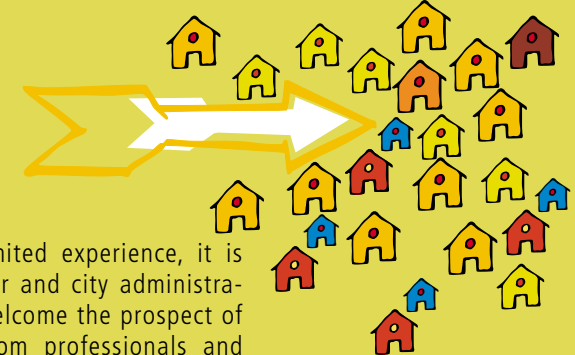 nited experience, it is
r and city administra-
elcome the prospect of
om professionals and